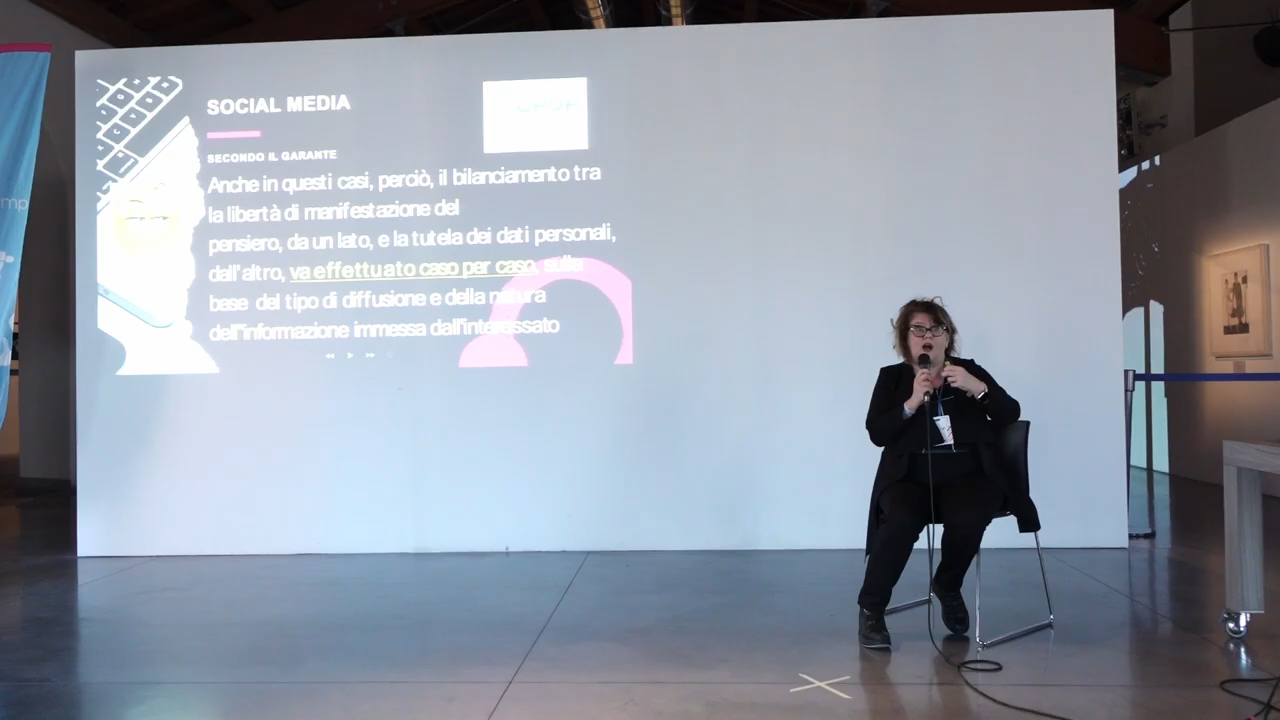 SOCIAL MEDIA
SECONDO IL GARANTE
Anche in questi casi, perciò, il bilanciamento tra
la libertà di manifestazione del
pensiero, da un lato, e la tutela dei dati personali,
dall'altro, va effettuato caso per caso, sulla
base del tipo di diffusione e della natura
dell'informazione immessa dall'interessato